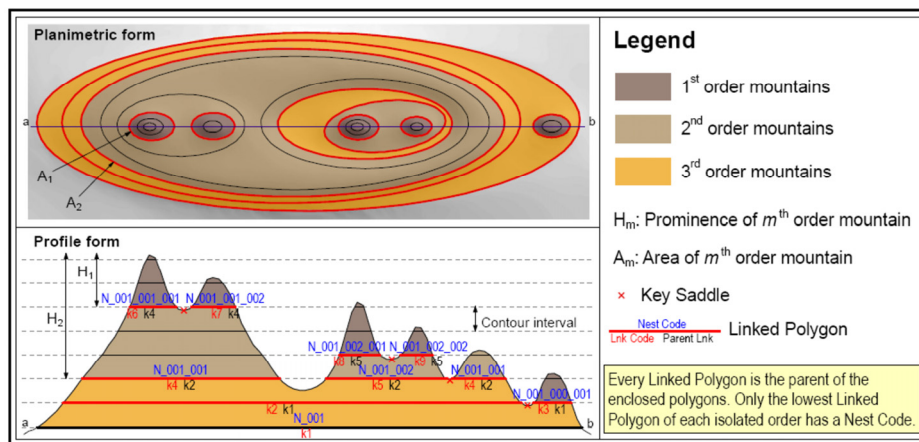 Planimetric form
a
b
A1
A2
Profile form
H1
H2
N_001_001_001
N_001_001_002
k6 k4
k7 k4
Contour interval
N_001_002_001
N_001_002_002
k8 k5
k9 k5
N_001_001
N_001_002
N_001_001
N_001_000_001
k4 k2
k5 k2
k4 k2
k2 k1
k3 k1
N_001
a
b
k1
Legend
1st order mountains
2nd order mountains
3rd order mountains
Hm: Prominence of mth order mountain
Am: Area of mth order mountain
× Key Saddle
Nest Code
Lnk Code Parent Lnk
Linked Polygon
Every Linked Polygon is the parent of the
enclosed polygons. Only the lowest Linked
Polygon of each isolated order has a Nest Code.